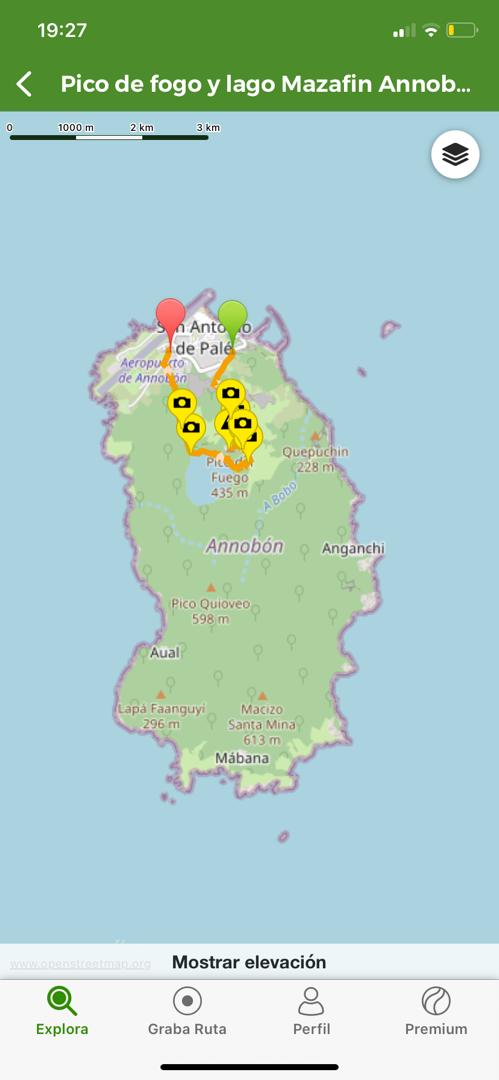 19:27
Pico de fogo y lago Mazafin Annob...
0 1000 m 2 km 3 km
San Antonio
de Palé
Aeropuerto
de Annobón
Quepuchin
228 m
Fuego
435 m
A Bobo
Annobón
Anganchi
Pico Quioveo
598 m
Aual
Lapá Faanguyi
296 m
Macizo
Santa Mina
613 m
Mábana
www.openstreetmap.org
Mostrar elevación
Explora
Graba Ruta
Perfil
Premium